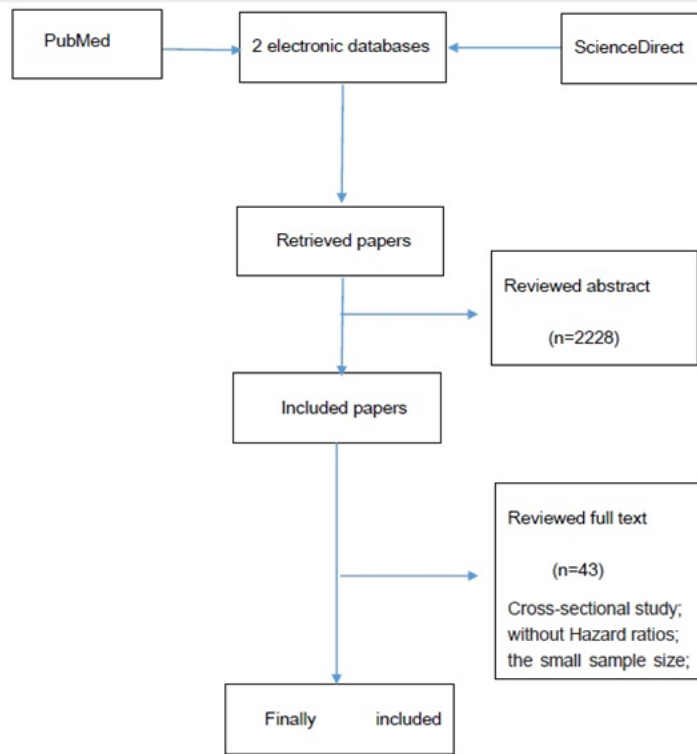 PubMed
2 electronic databases
ScienceDirect
Retrieved papers
Reviewed abstract
(n=2228)
Included papers
Reviewed full text
(n=43)
Cross-sectional study;
without Hazard ratios;
the small sample size;
Finally included